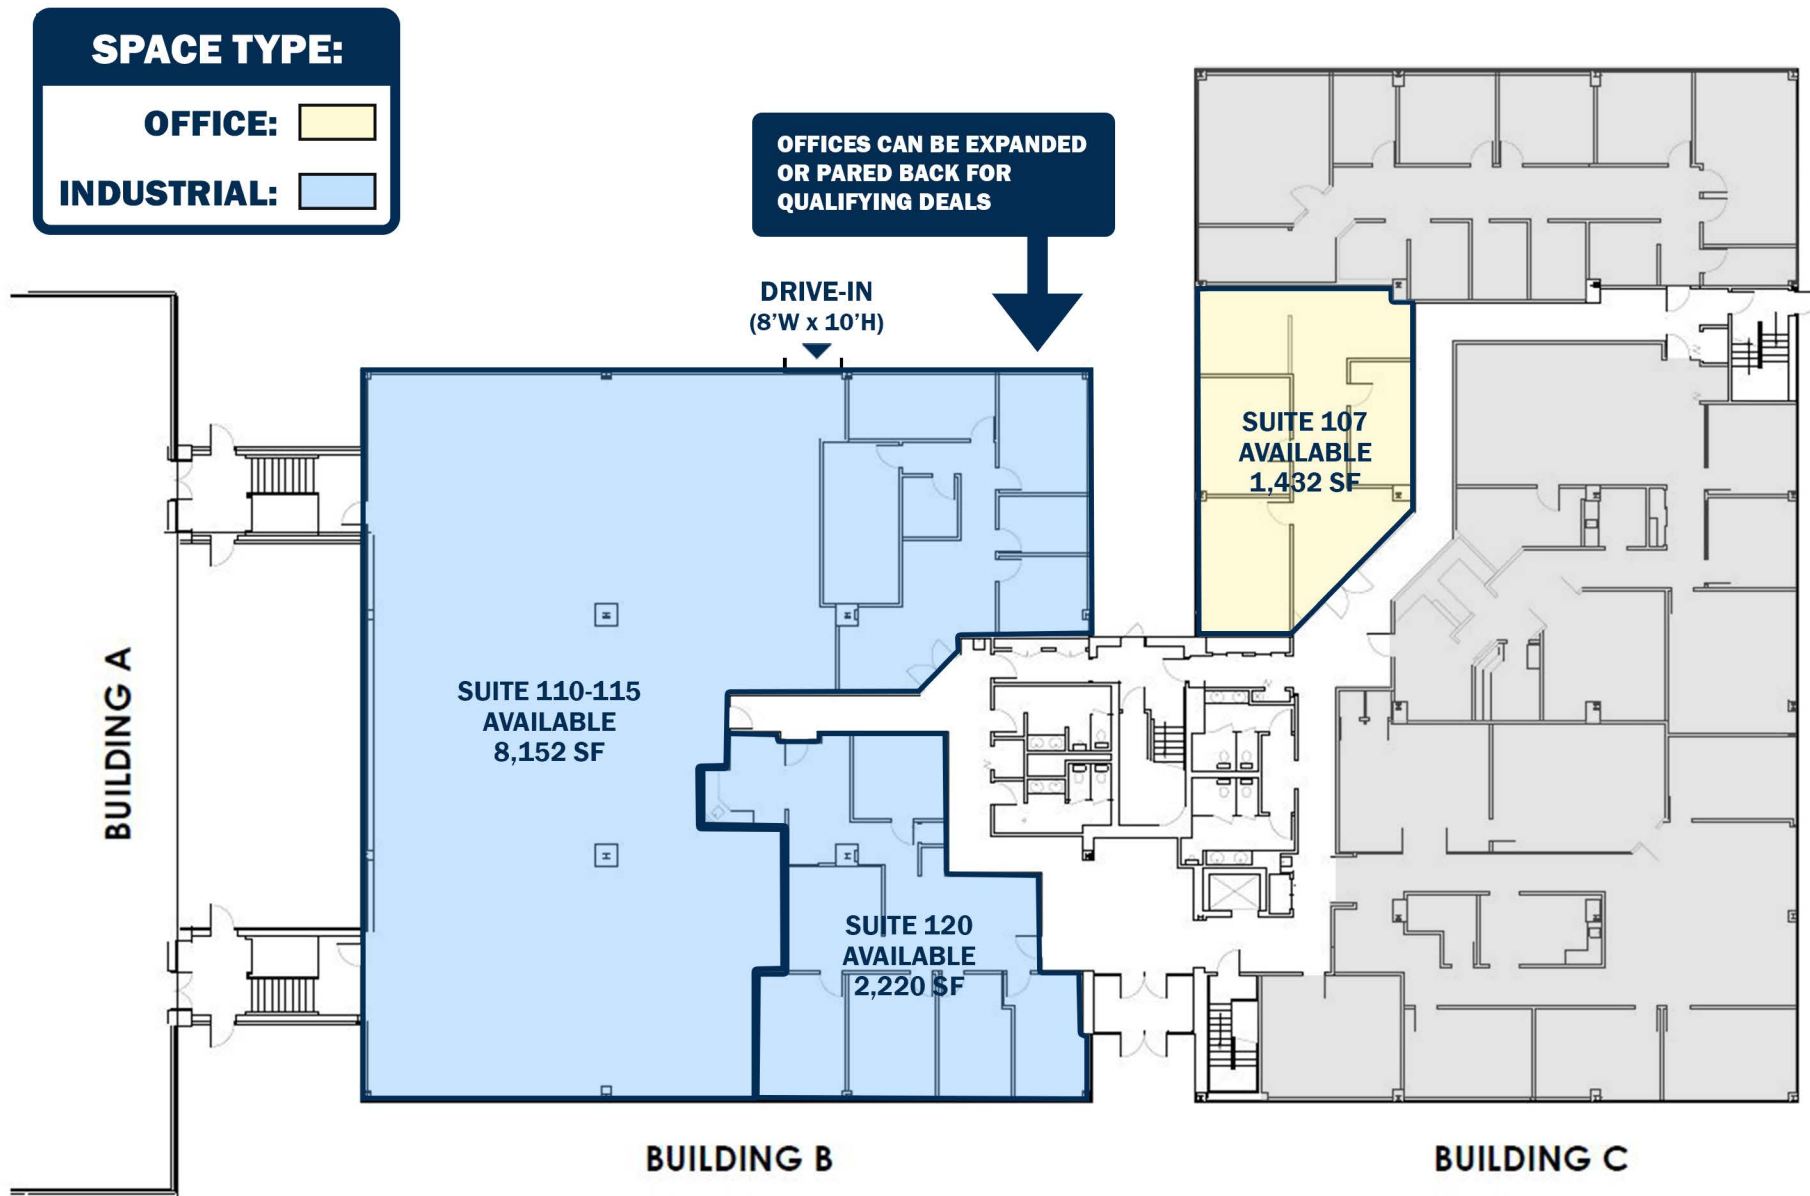 SPACE TYPE:
OFFICE:
INDUSTRIAL:
OFFICES CAN BE EXPANDED
OR PARED BACK FOR
QUALIFYING DEALS
DRIVE-IN
(8'W x 10'H)
SUITE 107
AVAILABLE
1,432 SF
SUITE 110-115
AVAILABLE
8,152 SF
SUITE 120
AVAILABLE
2,220 SF
BUILDING A
BUILDING B
BUILDING C